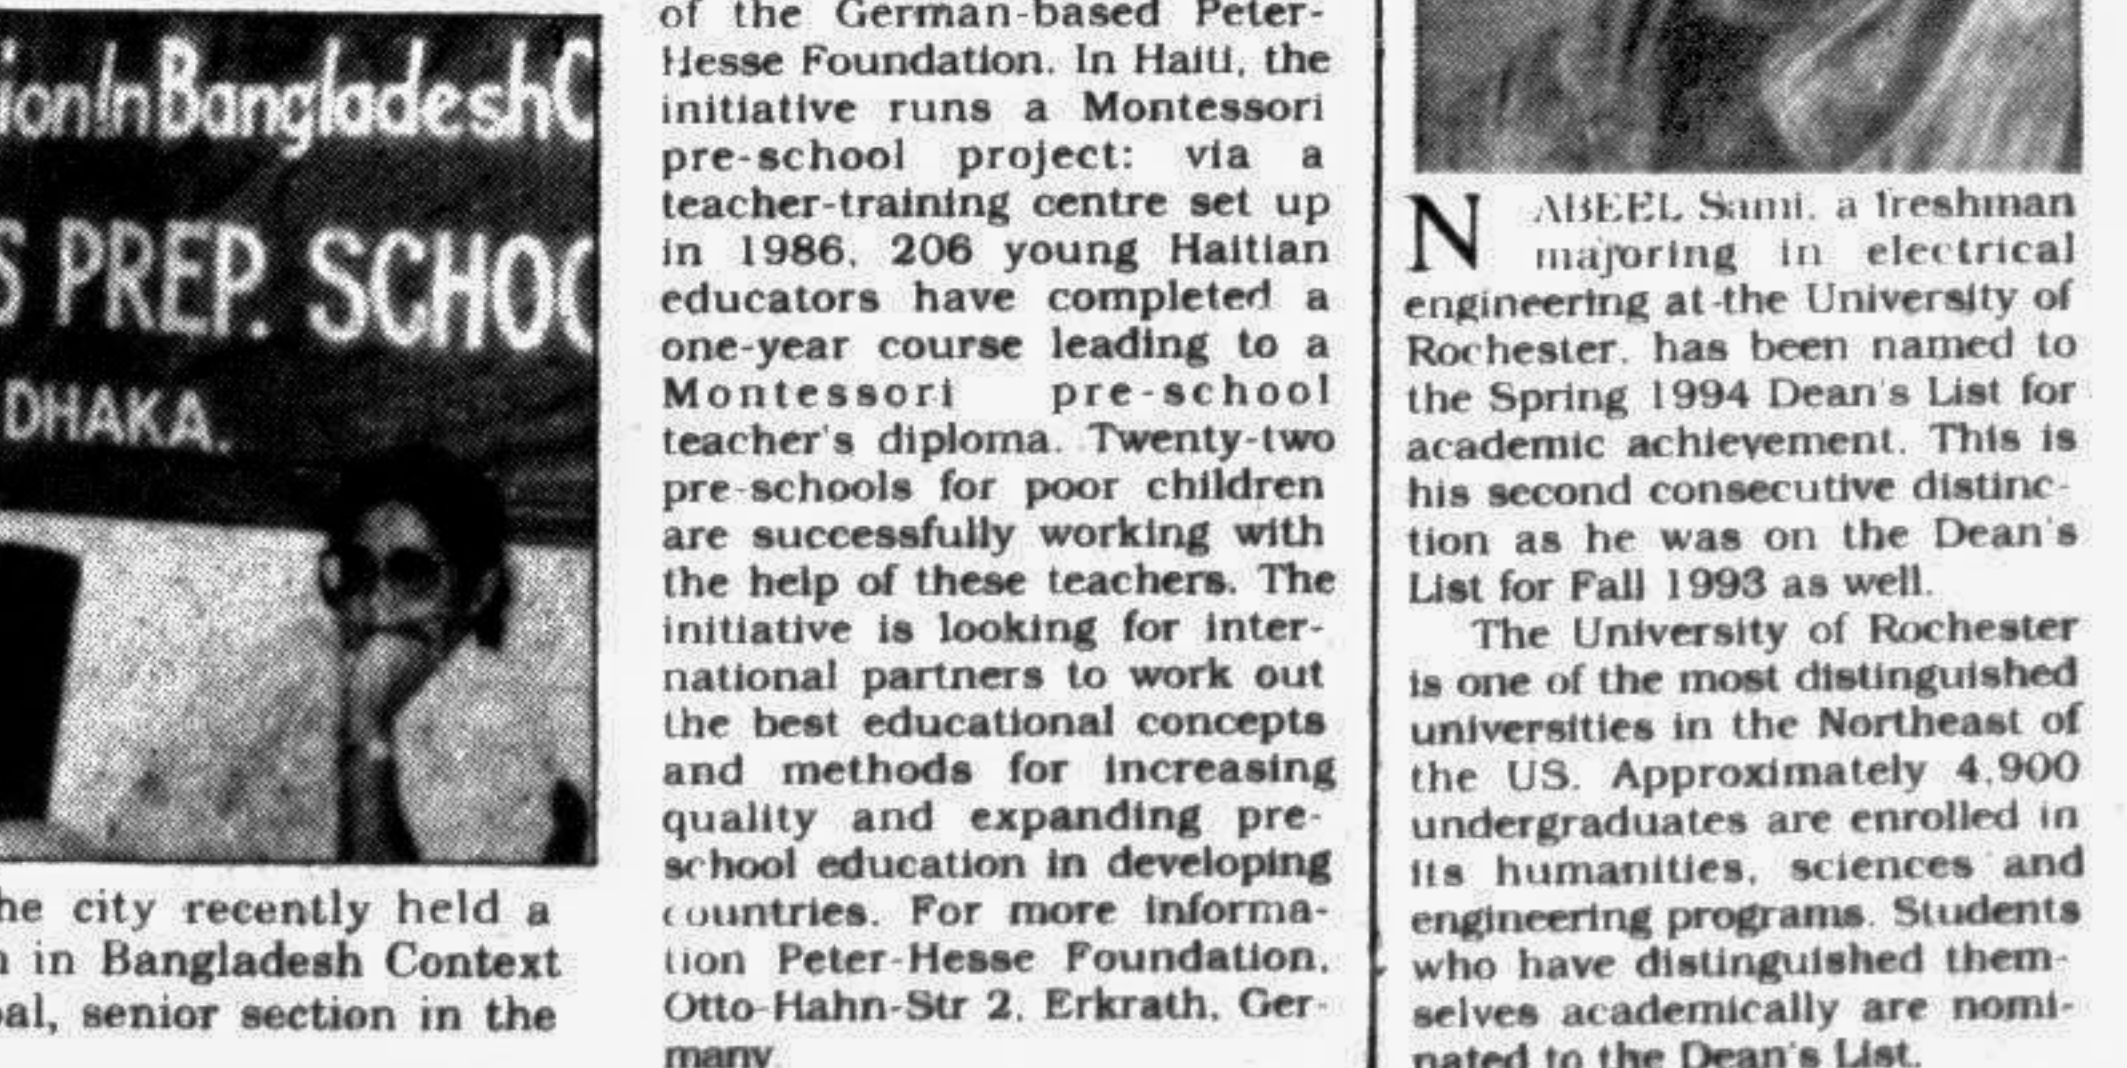 ionInBangladeshC
S PREP. SCHOO
DHAKA.
he city recently held a
n in Bangladesh Context
pal, senior section in the
of the German-based Peter-
Hesse Foundation. In Haiti, the
initiative runs a Montessori
pre-school project: via a
teacher-training centre set up
in 1986, 206 young Haitian
educators have completed a
one-year course leading to a
Montessori pre-school
teacher's diploma. Twenty-two
pre-schools for poor children
are successfully working with
the help of these teachers. The
initiative is looking for inter-
national partners to work out
the best educational concepts
and methods for increasing
quality and expanding pre-
school education in developing
countries. For more informa-
tion Peter-Hesse Foundation,
Otto-Hahn-Str 2, Erkrath, Ger-
many
NABEEL Sami, a freshman
majoring in electrical
engineering at the University of
Rochester, has been named to
the Spring 1994 Dean's List for
academic achievement. This is
his second consecutive distinc-
tion as he was on the Dean's
List for Fall 1993 as well.
The University of Rochester
is one of the most distinguished
universities in the Northeast of
the US. Approximately 4,900
undergraduates are enrolled in
its humanities, sciences and
engineering programs. Students
who have distinguished them-
selves academically are nomi-
nated to the Dean's List.